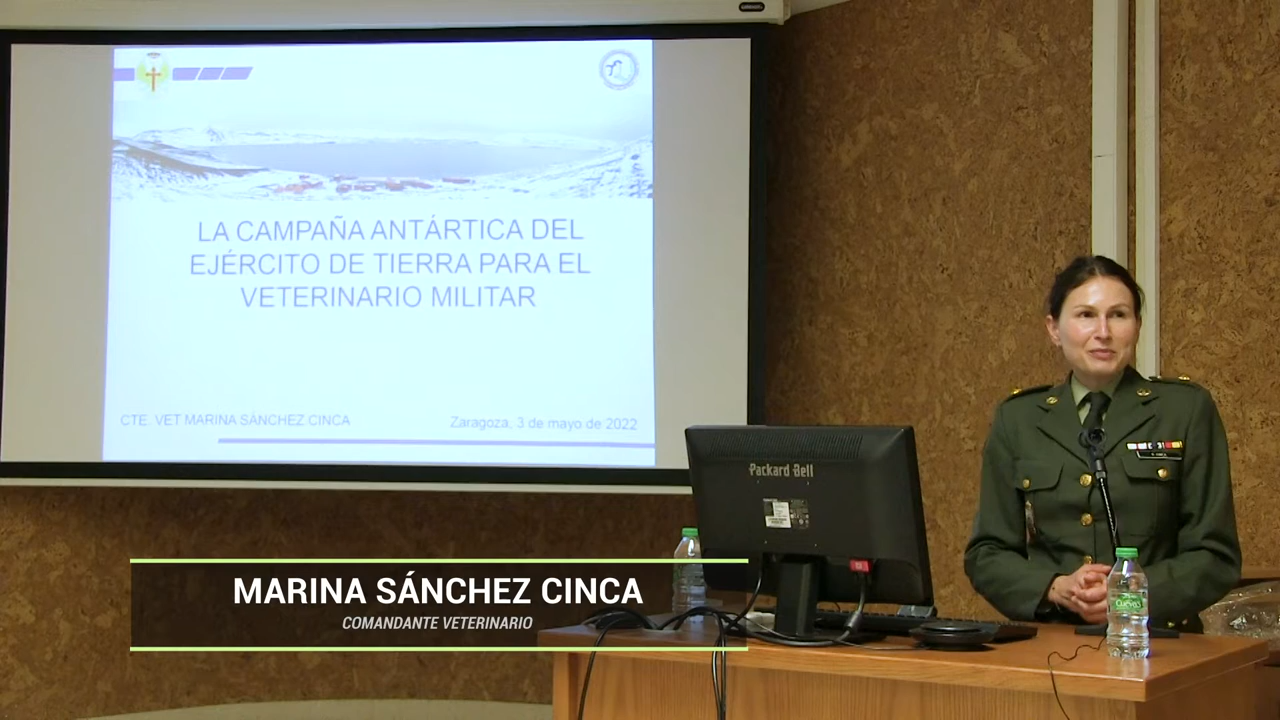 LA CAMPAÑA ANTÁRTICA DEL
EJÉRCITO DE TIERRA PARA EL
VETERINARIO MILITAR
CTE. VET MARINA SÁNCHEZ CINCA
Zaragoza, 3 de mayo de 2022
Packard Bell
MARINA SÁNCHEZ CINCA
COMANDANTE VETERINARIO